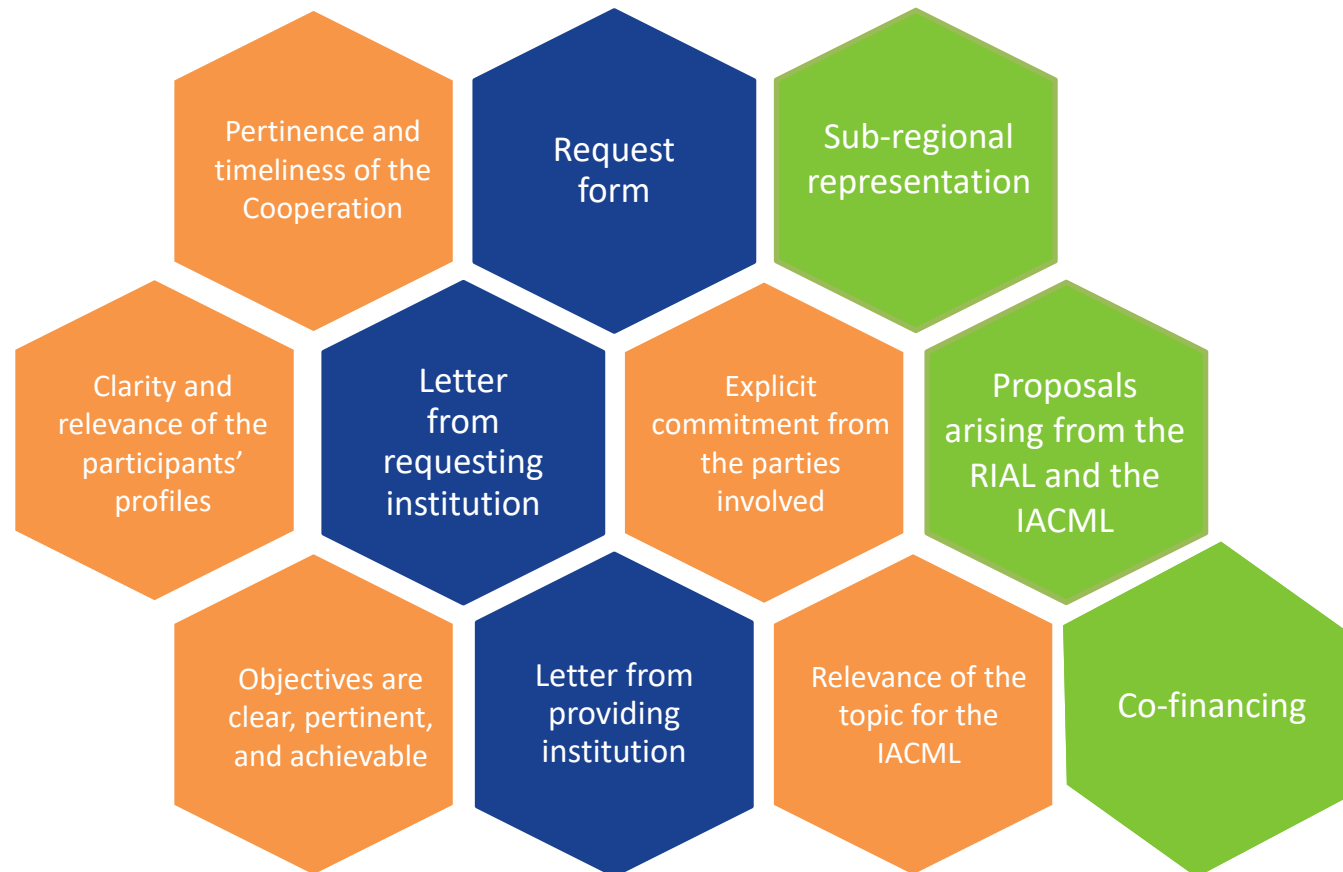 Pertinence and
timeliness of the
Cooperation
Request
form
Sub-regional
representation
Clarity and
relevance of the
participants’
profiles
Letter
from
requesting
institution
Explicit
commitment from
the parties
involved
Proposals
arising from the
RIAL and the
IACML
Objectives are
clear, pertinent,
and achievable
Letter from
providing
institution
Relevance of the
topic for the
IACML
Co-financing